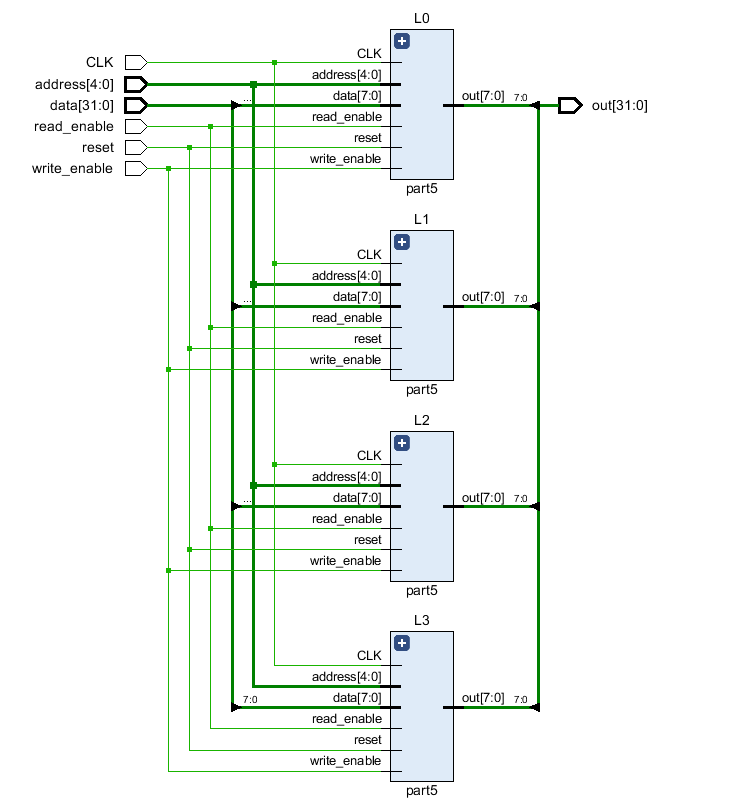 L0
CLK
address[4:0]
data[31:0]
read_enable
reset
write_enable
CLK
address[4:0]
...
data[7:0]
read_enable
reset
write_enable
out[7:0]
7:0
out[31:0]
part5
L1
CLK
address[4:0]
...
data[7:0]
read_enable
reset
write_enable
out[7:0]
7:0
part5
L2
CLK
address[4:0]
...
data[7:0]
read_enable
reset
write_enable
out[7:0]
7:0
part5
L3
CLK
address[4:0]
7:0
data[7:0]
read_enable
reset
write_enable
out[7:0]
7:0
part5